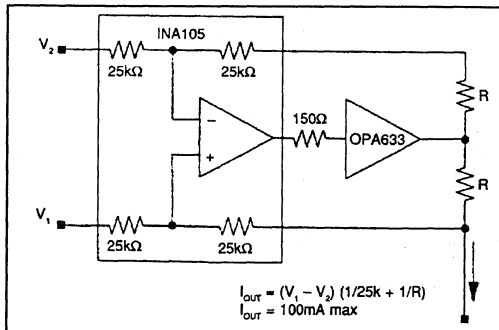 INA105
V2
25kΩ
25kΩ
R
150Ω
OPA633
R
V1
25kΩ
25kΩ
IOUT = (V1 – V2) (1/25k + 1/R)
IOUT = 100mA max